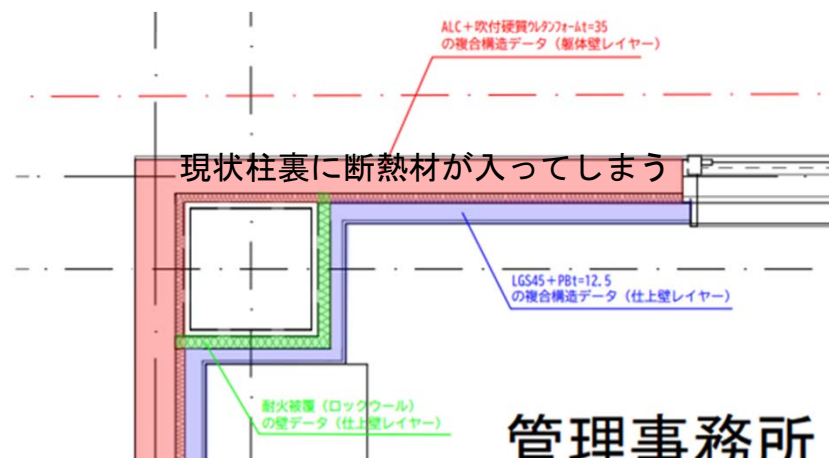 ALC＋吹付硬質ウレタンフォームt=35
の複合構造データ（躯体壁レイヤー）
現状柱裏に断熱材が入ってしまう
LGS45＋PBt=12.5
の複合構造データ（仕上壁レイヤー）
耐火被覆（ロックウール）
の壁データ（仕上壁レイヤー）
管理事務所